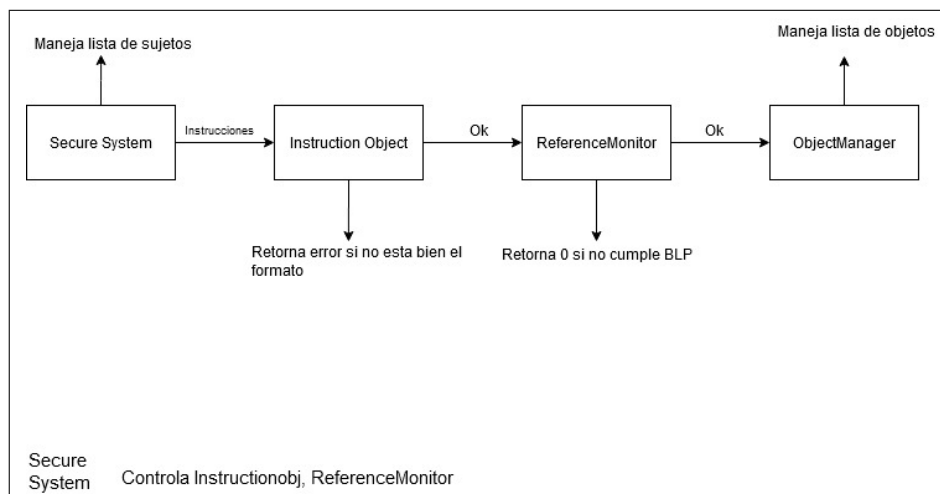 Maneja lista de sujetos
Maneja lista de objetos
Secure System
Instrucciones
Instruction Object
Ok
ReferenceMonitor
Ok
ObjectManager
Retorna error si no esta bien el
formato
Retorna 0 si no cumple BLP
Secure
System
Controla Instructionobj, ReferenceMonitor